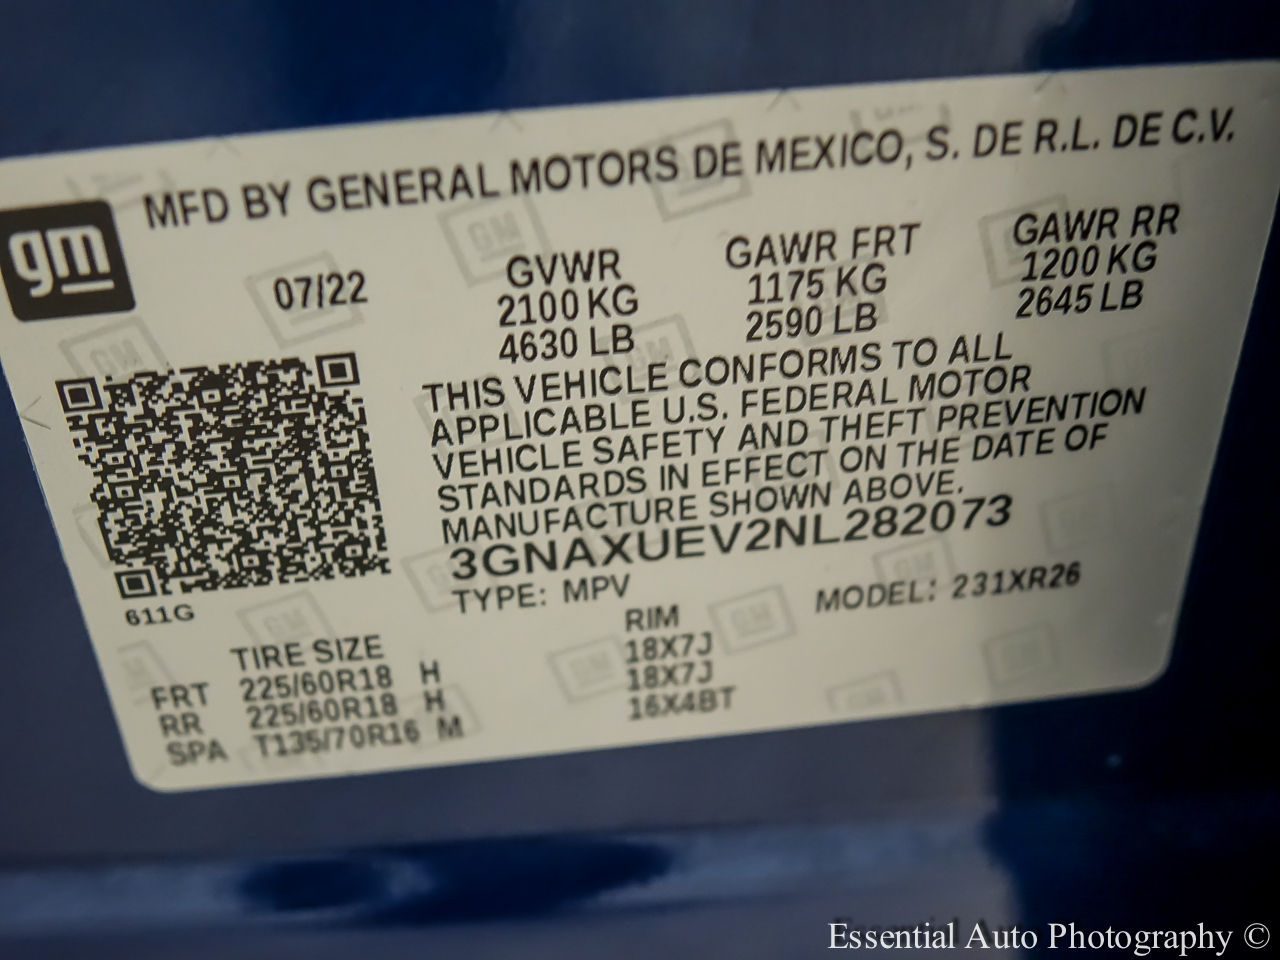 MFD BY GENERAL MOTORS DE MEXICO, S. DE R.L. DE C.V.
gm
07/22
GVWR
2100 KG
4630 LB
GAWR FRT
1175 KG
2590 LB
GAWR RR
1200 KG
2645 LB
THIS VEHICLE CONFORMS TO ALL
APPLICABLE U.S. FEDERAL MOTOR
VEHICLE SAFETY AND THEFT PREVENTION
STANDARDS IN EFFECT ON THE DATE OF
MANUFACTURE SHOWN ABOVE.
3GNAXUEV2NL282073
TYPE: MPV MODEL: 231XR26
611G
TIRE SIZE RIM
FRT 225/60R18 H 18X7J
RR 225/60R18 H 18X7J
SPA T135/70R16 M 16X4BT
Essential Auto Photography ©